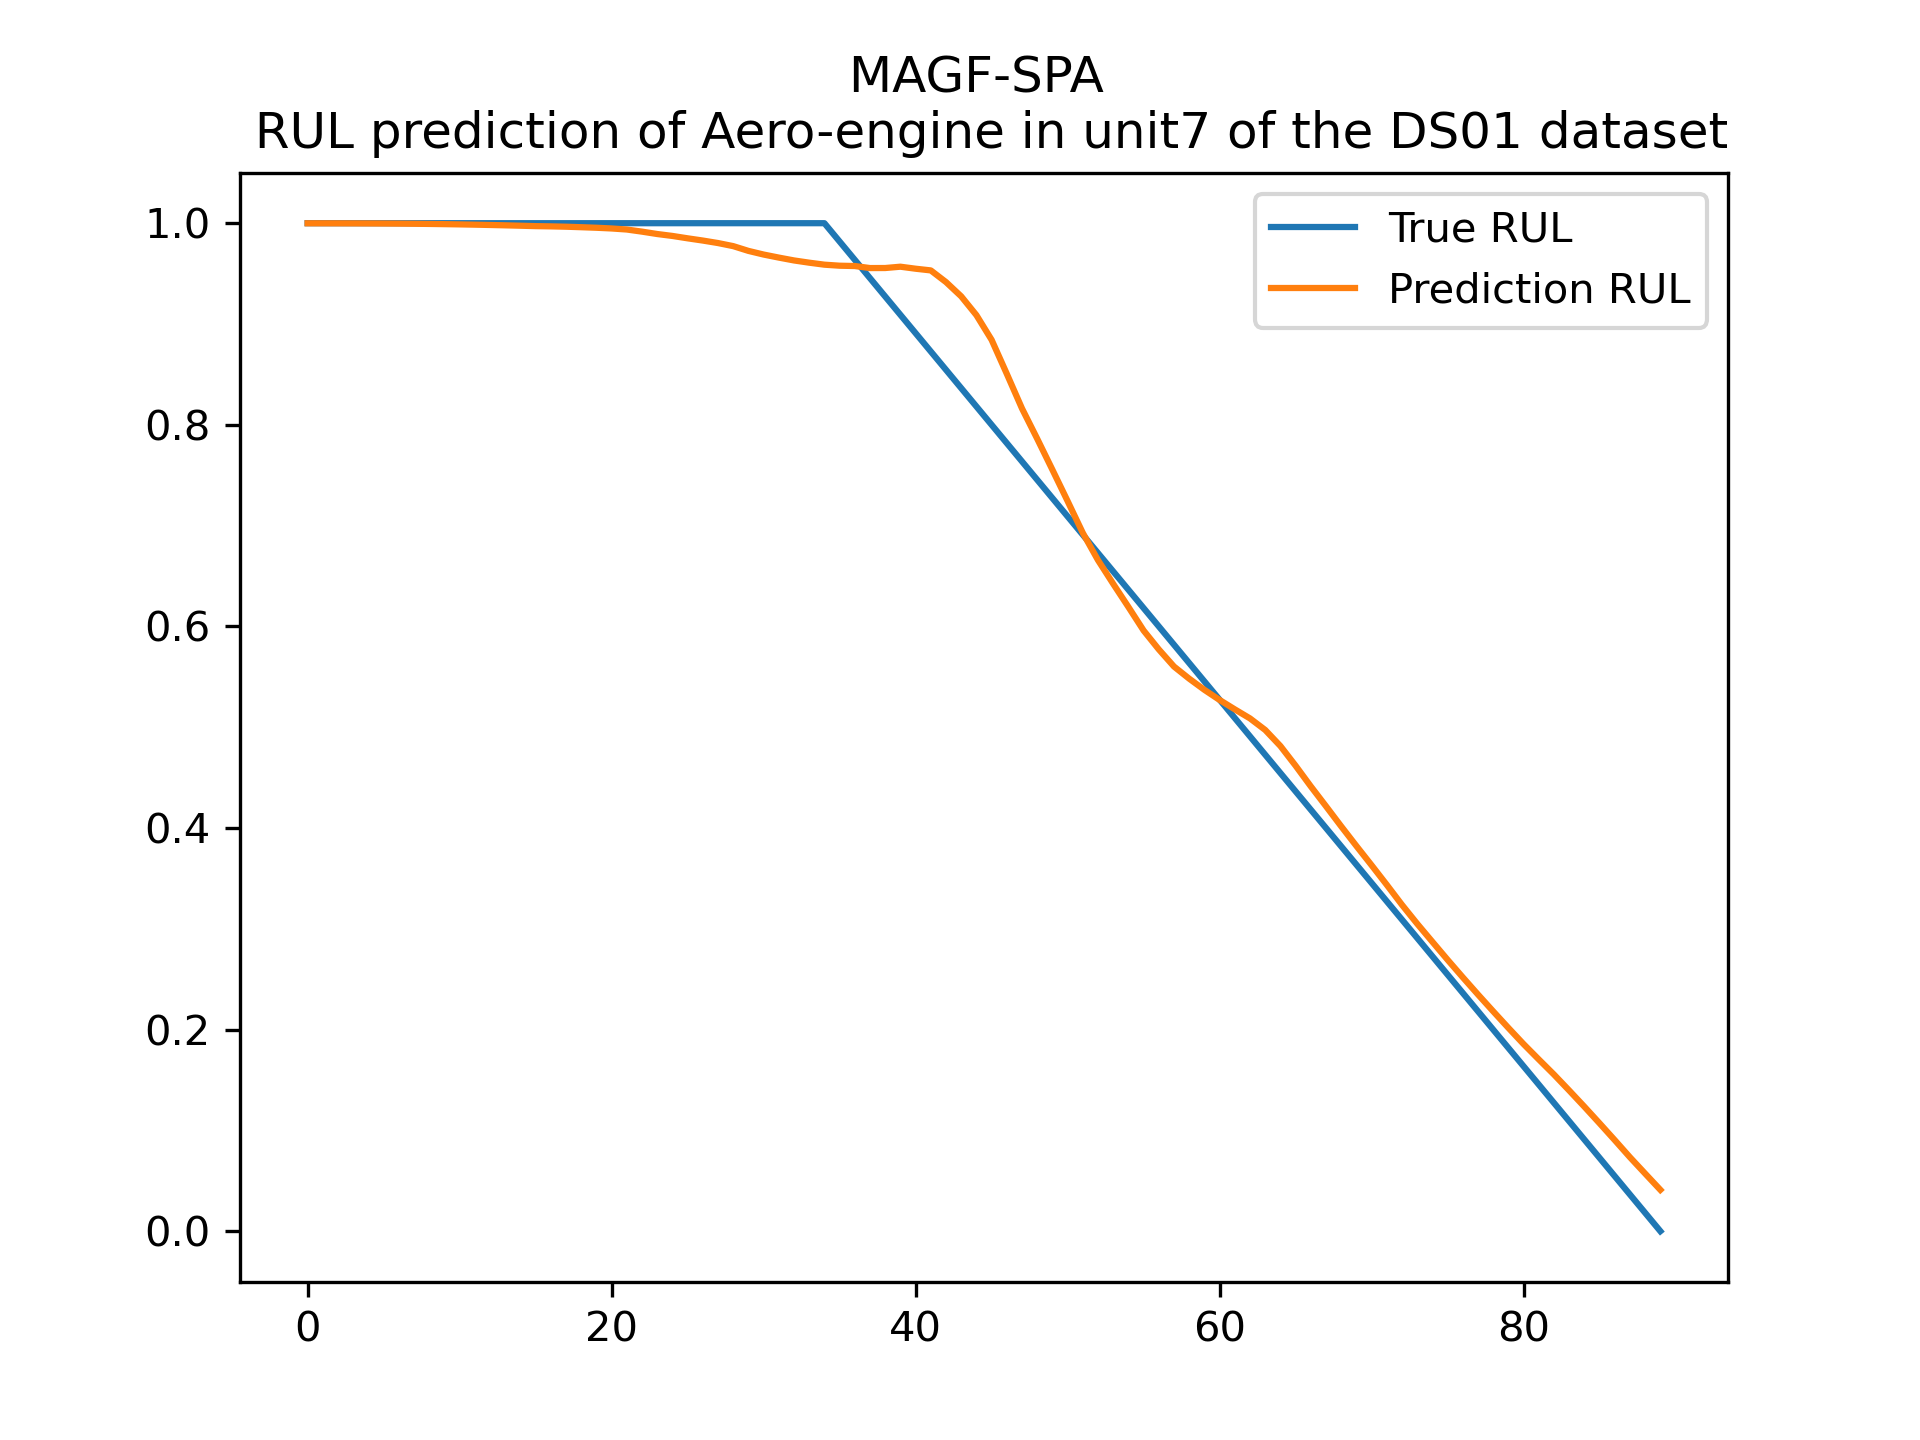 MAGF-SPA
RUL prediction of Aero-engine in unit7 of the DS01 dataset
True RUL
Prediction RUL
1.0
0.8
0.6
0.4
0.2
0.0
0 20 40 60 80